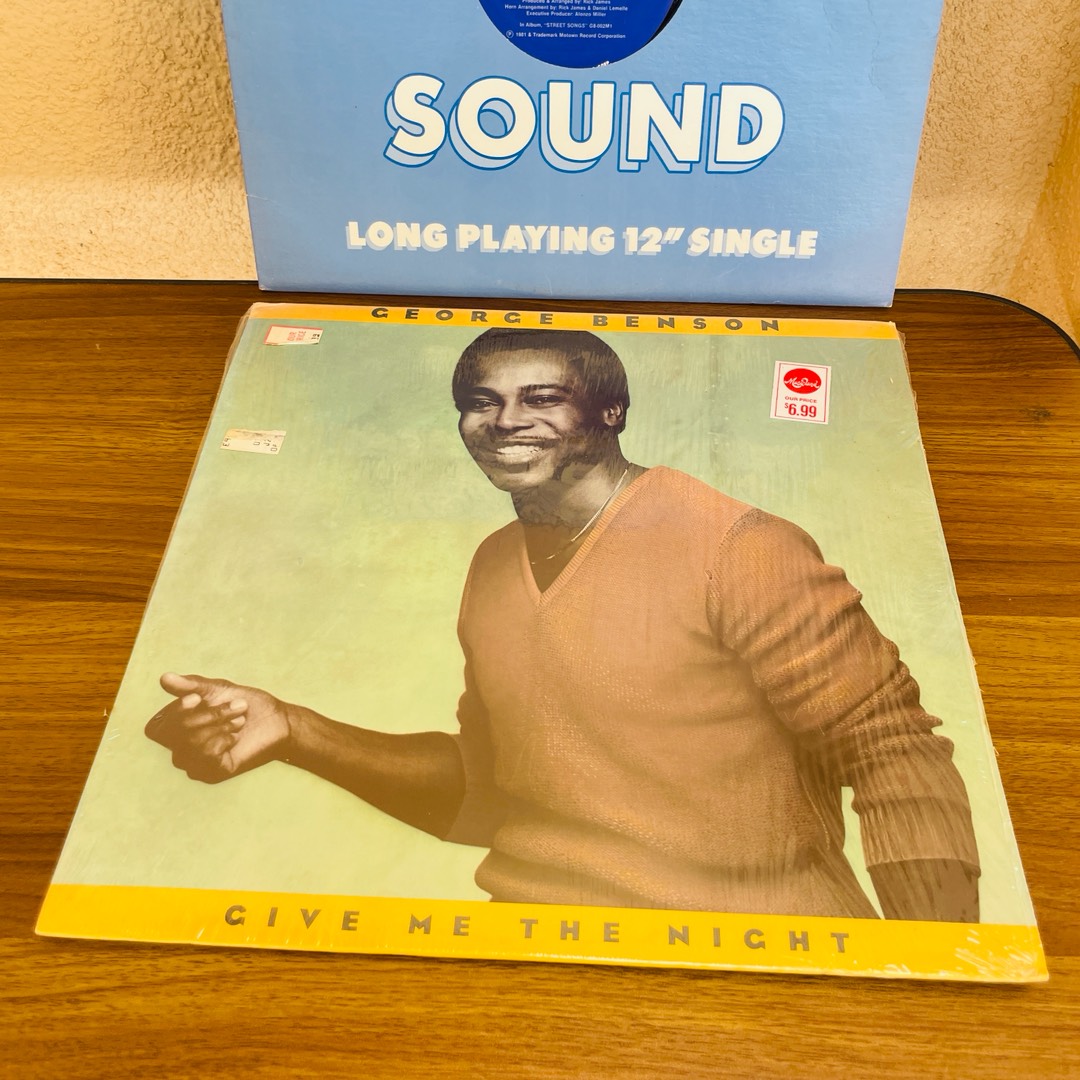 Produced & Arranged by: Rick James
Horn Arrangement by: Rick James & Daniel Lemelle
Executive Producer: Alonzo Miller
In Album, "STREET SONGS" G8-1002M1
Ⓟ 1981 & Trademark Motown Record Corporation
SOUND
LONG PLAYING 12" SINGLE
GEORGE BENSON
OUR PRICE
$6.99
GIVE ME THE NIGHT